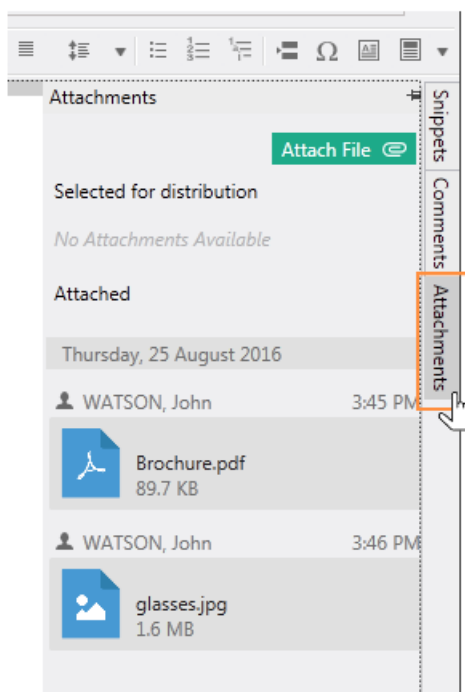 Attachments
Attach File
Selected for distribution
No Attachments Available
Attached
Thursday, 25 August 2016
WATSON, John 3:45 PM
Brochure.pdf
89.7 KB
WATSON, John 3:46 PM
glasses.jpg
1.6 MB
Snippets
Comments
Attachments